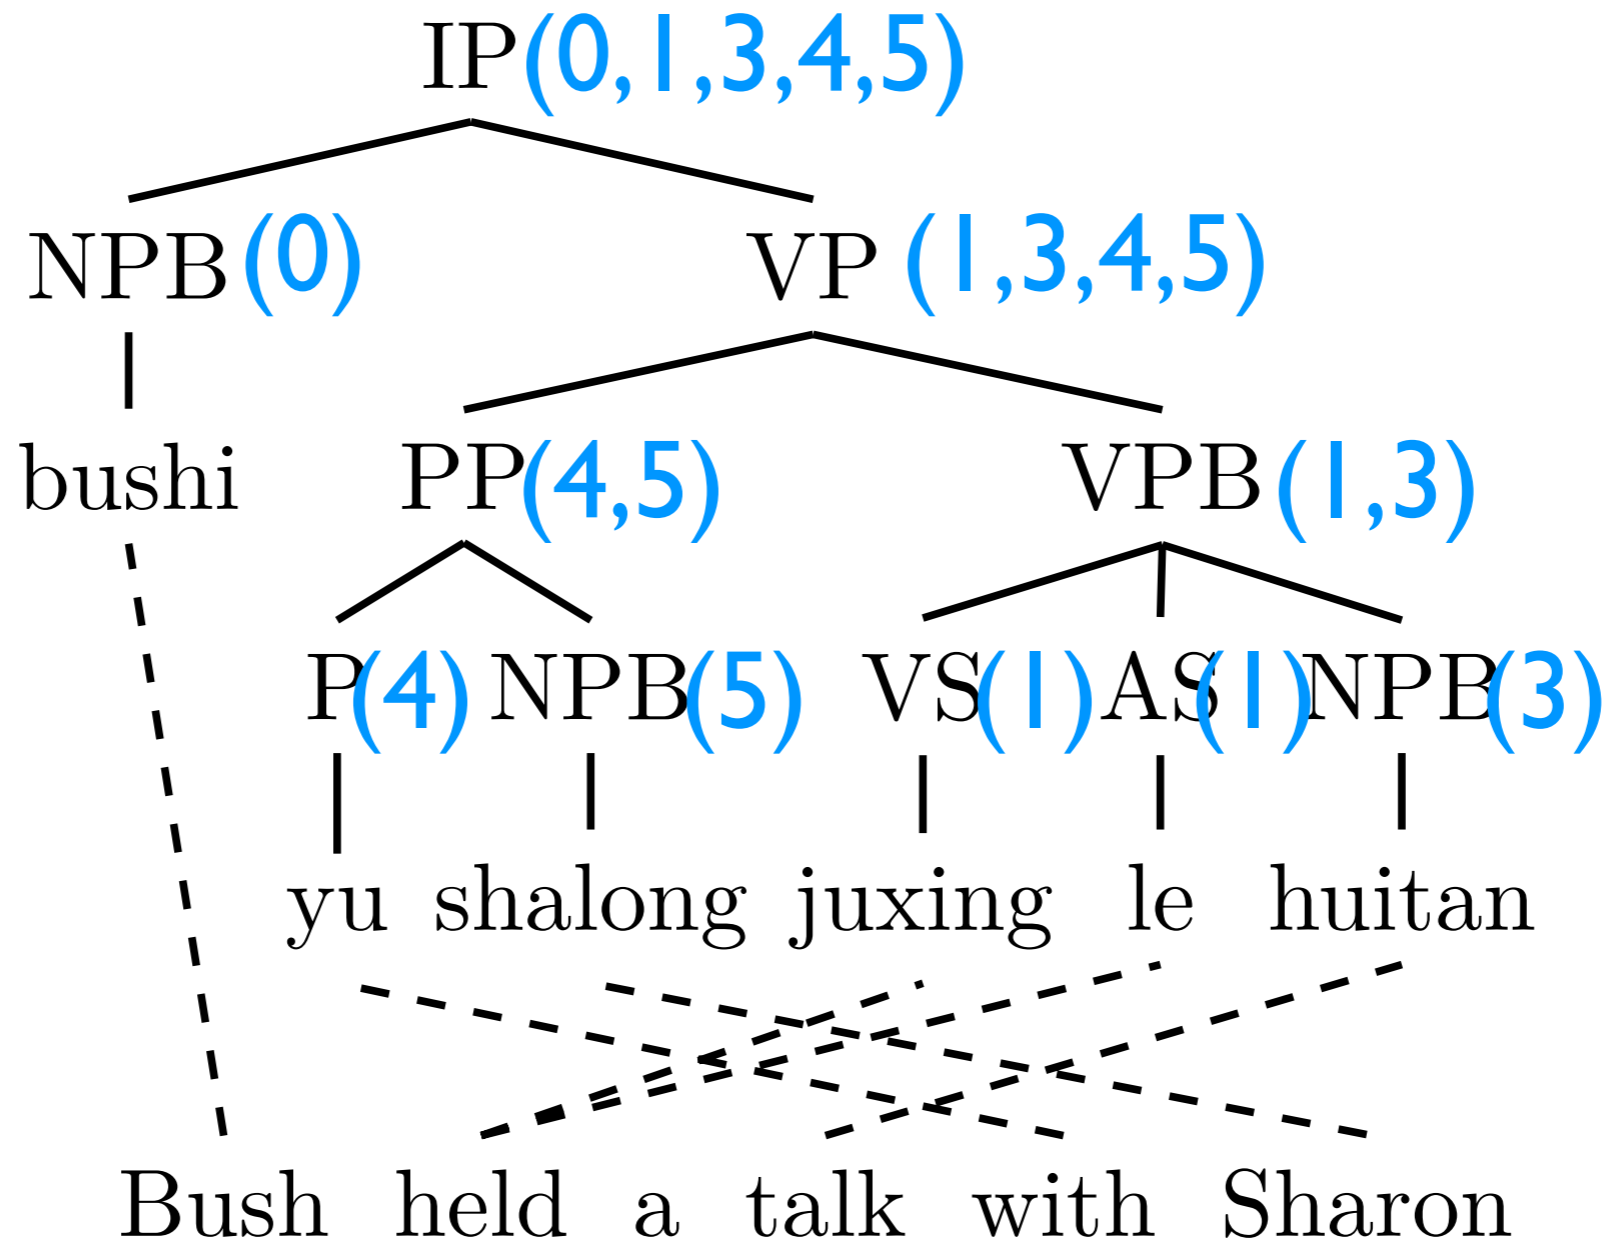 IP(0,1,3,4,5)
NPB(0) VP (1,3,4,5)
bushi PP(4,5) VPB(1,3)
P(4) NPB(5) VS(1) AS(1) NPB(3)
yu shalong juxing le huitan
Bush held a talk with Sharon